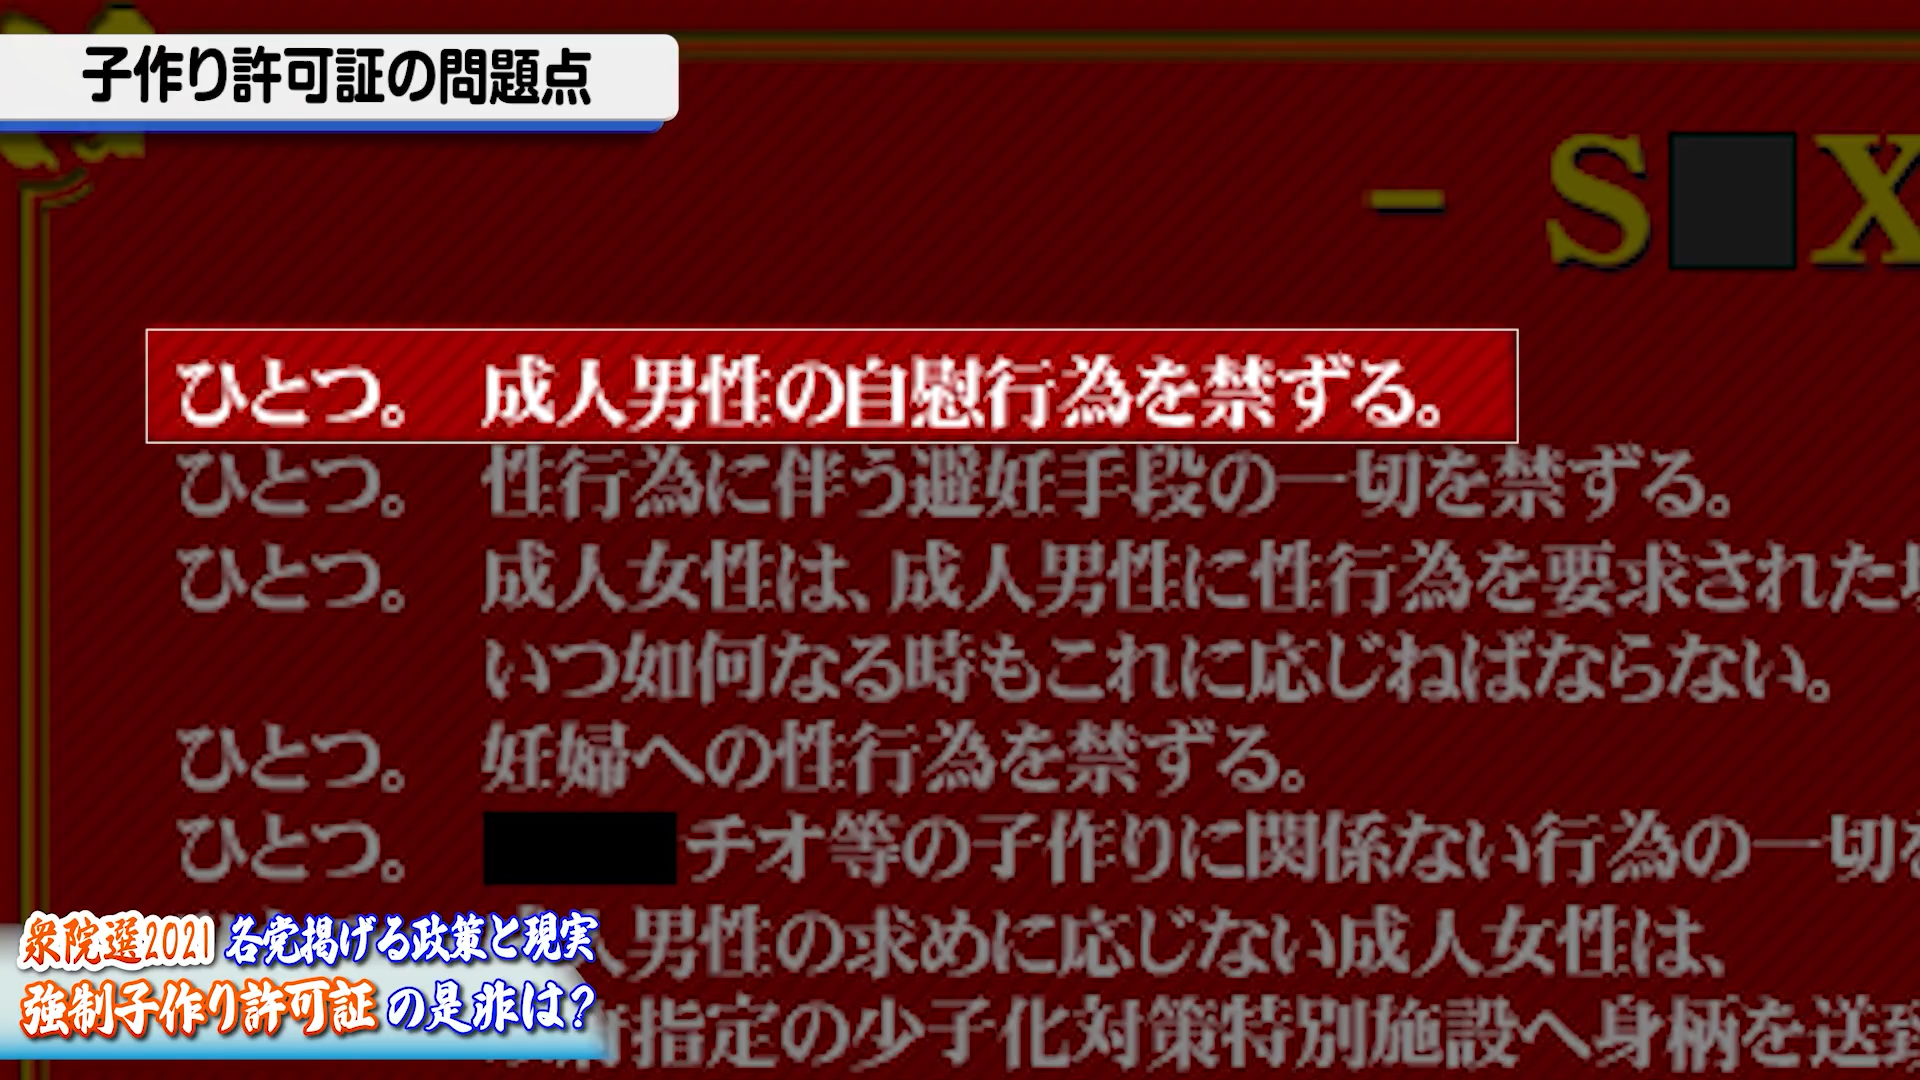 子作り許可証の問題点
- S■X
ひとつ。 成人男性の自慰行為を禁ずる。
ひとつ。 性行為に伴う避妊手段の一切を禁ずる。
ひとつ。 成人女性は、成人男性に性行為を要求された
いつ如何なる時もこれに応じねばならない。
ひとつ。 妊婦への性行為を禁ずる。
ひとつ。 チオ等の子作りに関係ない行為の一切を
人男性の求めに応じない成人女性は、
指定の少子化対策特別施設へ身柄を送
衆院選2021 各党掲げる政策と現実
強制子作り許可証の是非は?